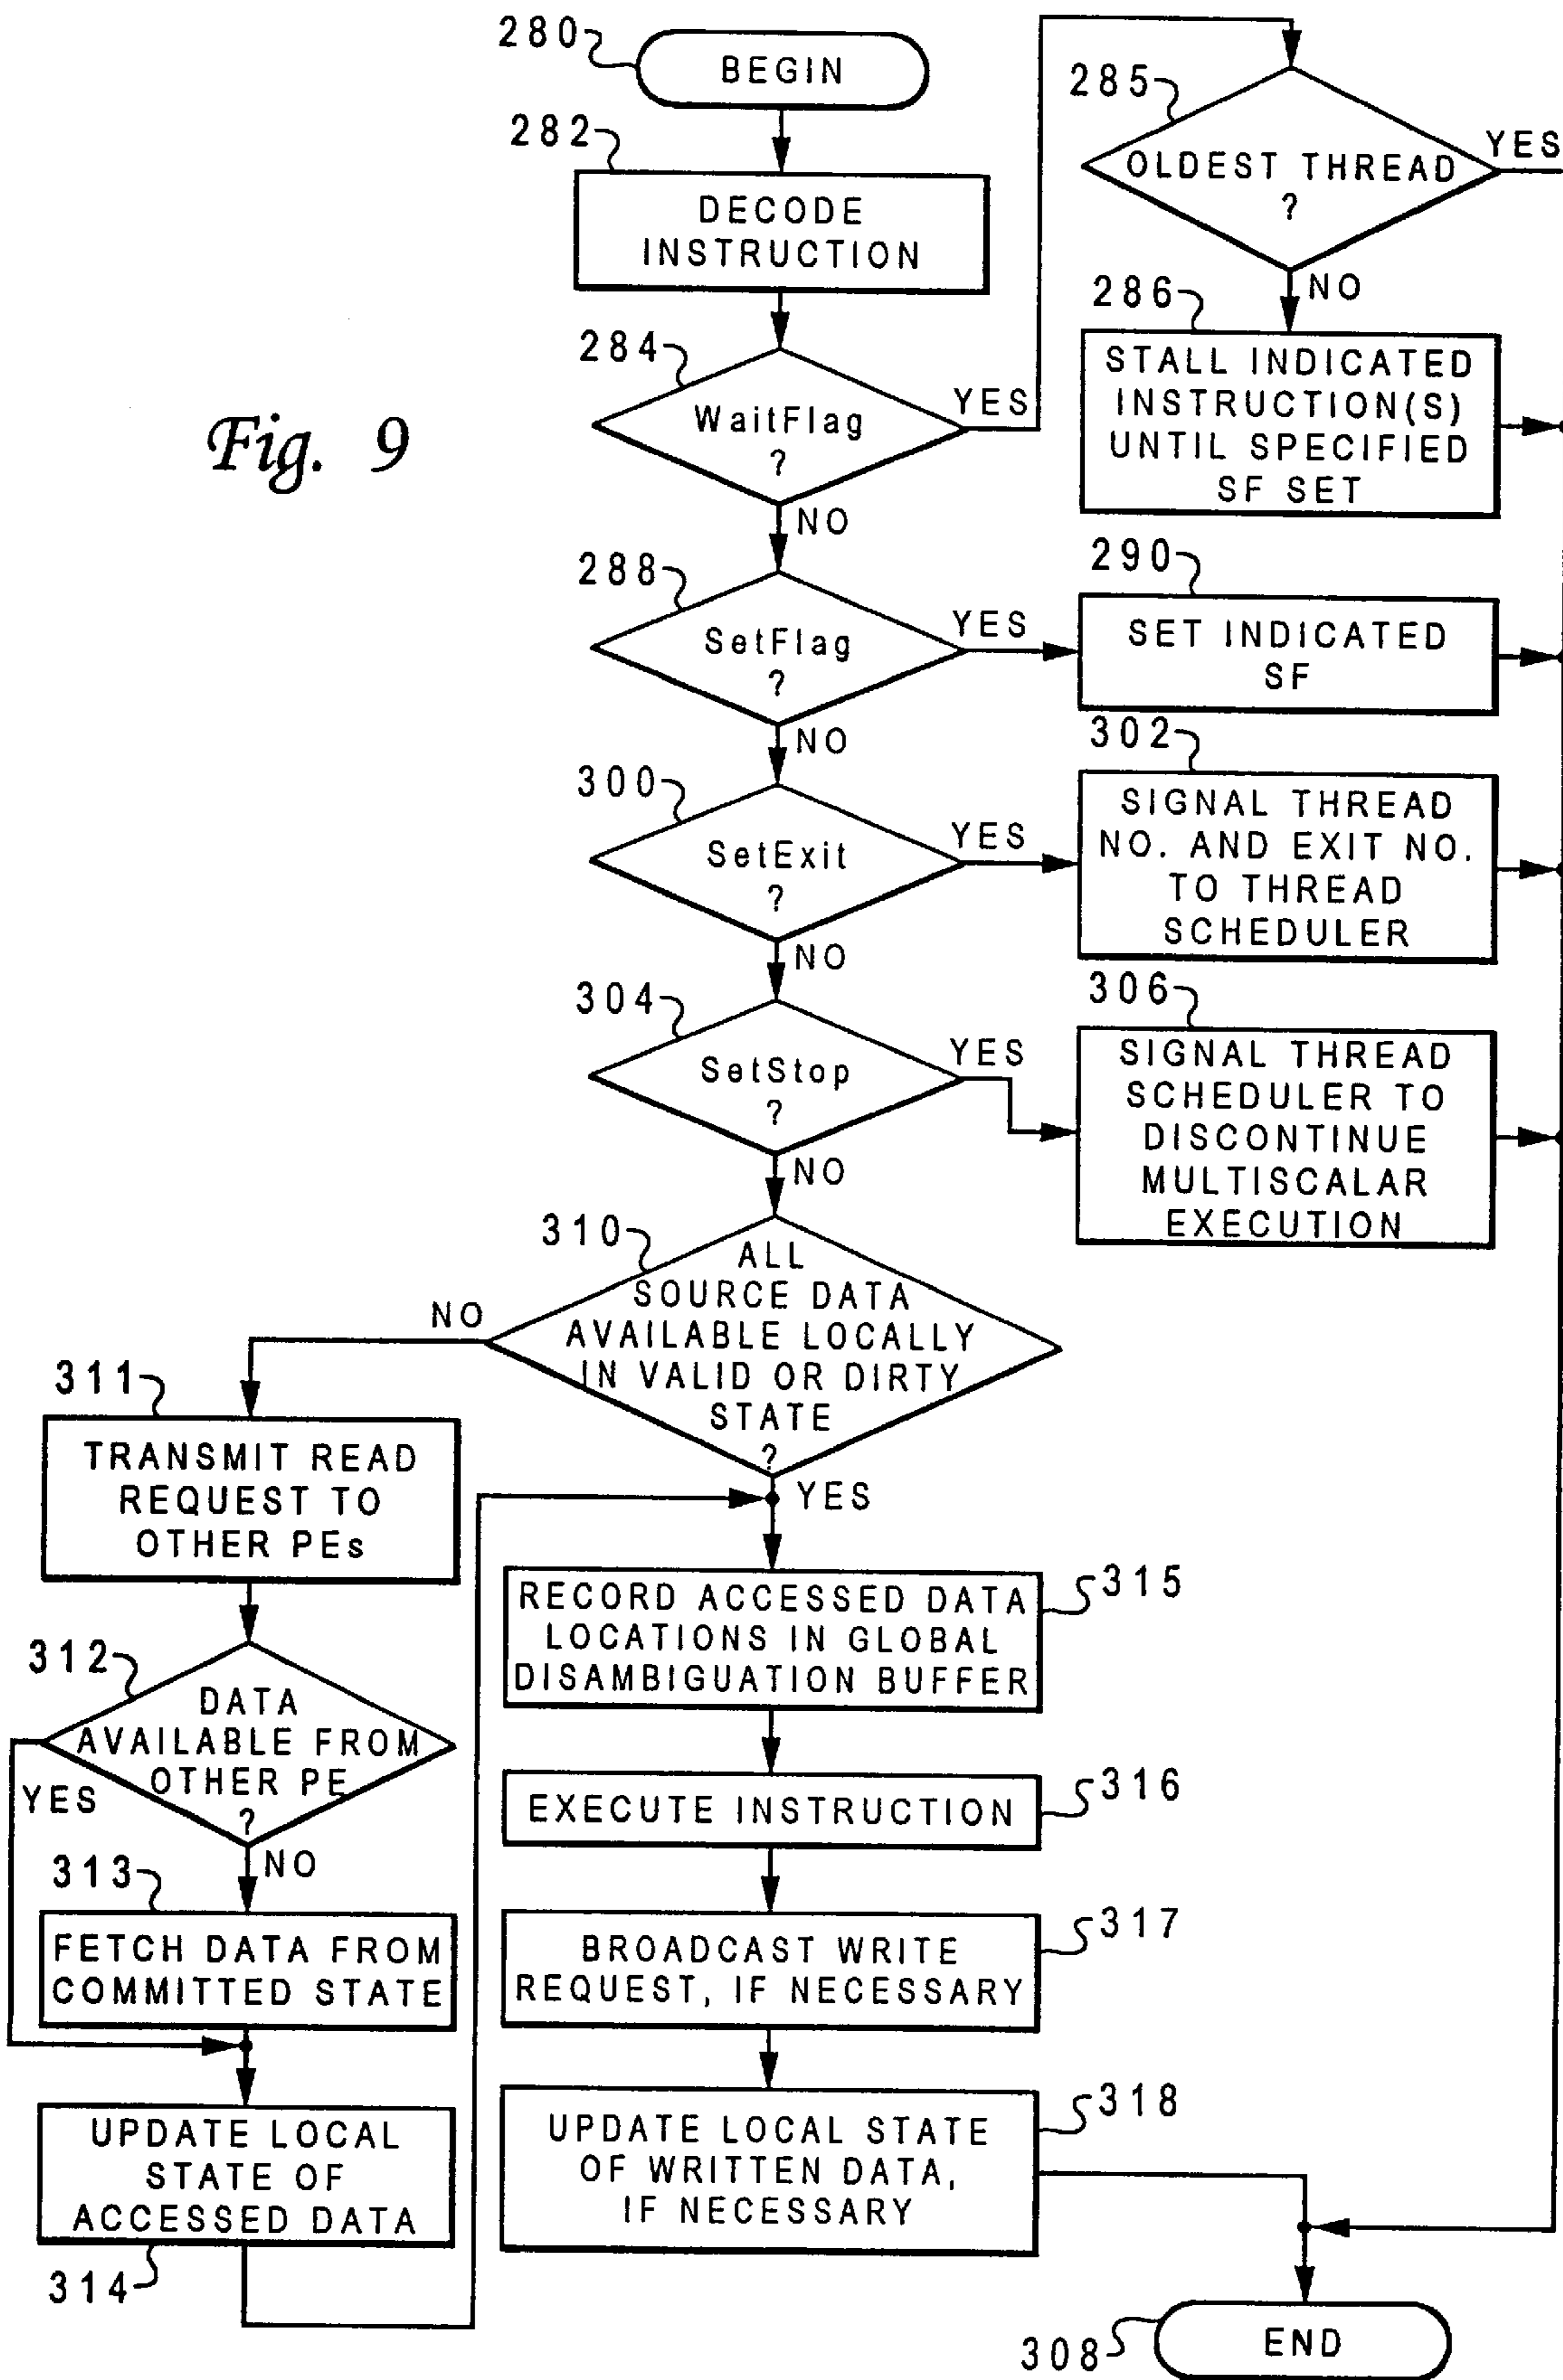 280
BEGIN
282
DECODE
INSTRUCTION
284
WaitFlag
?
YES
NO
285
OLDEST THREAD
?
YES
NO
286
STALL INDICATED
INSTRUCTION(S)
UNTIL SPECIFIED
SF SET
Fig. 9
288
SetFlag
?
YES
NO
290
SET INDICATED
SF
300
SetExit
?
YES
NO
302
SIGNAL THREAD
NO. AND EXIT NO.
TO THREAD
SCHEDULER
304
SetStop
?
YES
NO
306
SIGNAL THREAD
SCHEDULER TO
DISCONTINUE
MULTISCALAR
EXECUTION
310
ALL
SOURCE DATA
AVAILABLE LOCALLY
IN VALID OR DIRTY
STATE
?
NO
YES
311
TRANSMIT READ
REQUEST TO
OTHER PEs
312
DATA
AVAILABLE FROM
OTHER PE
?
YES
NO
313
FETCH DATA FROM
COMMITTED STATE
UPDATE LOCAL
STATE OF
ACCESSED DATA
314
RECORD ACCESSED DATA
LOCATIONS IN GLOBAL
DISAMBIGUATION BUFFER
315
EXECUTE INSTRUCTION
316
BROADCAST WRITE
REQUEST, IF NECESSARY
317
UPDATE LOCAL STATE
OF WRITTEN DATA,
IF NECESSARY
318
308
END